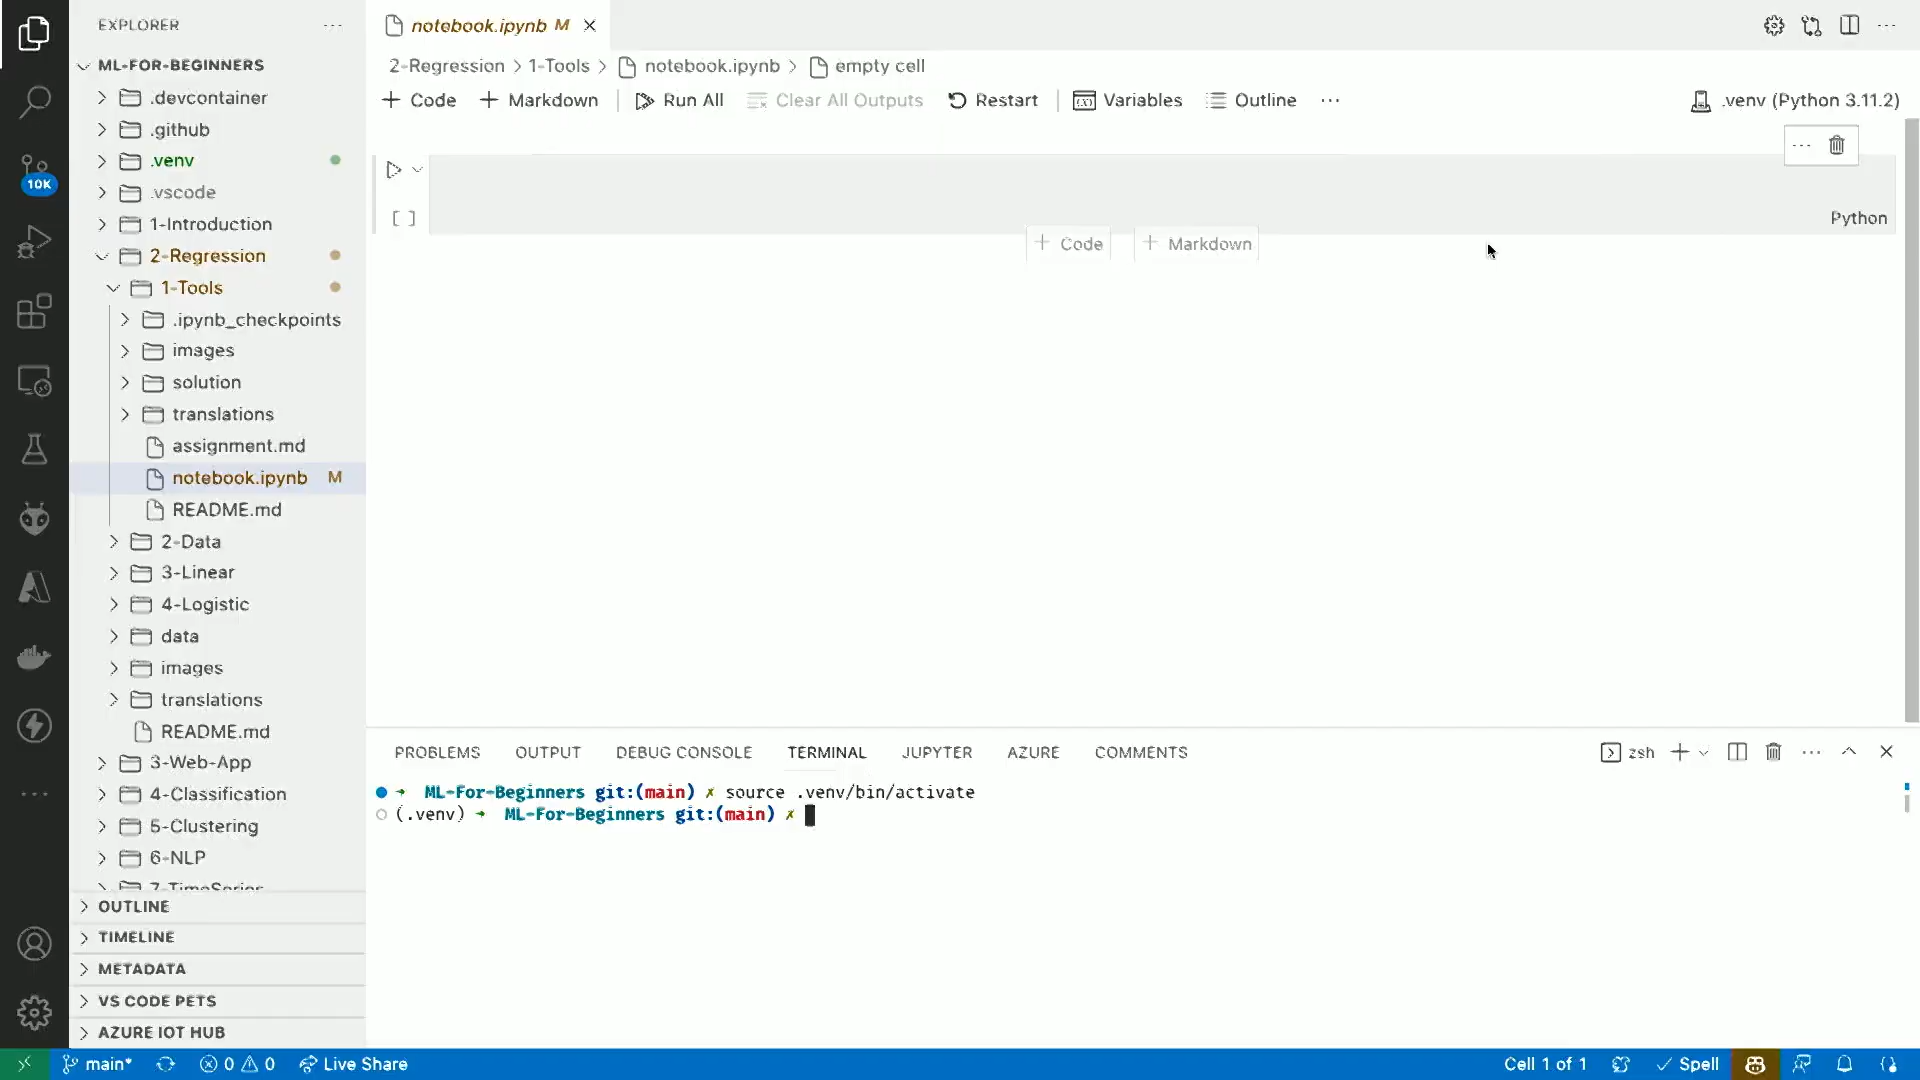 EXPLORER
ML-FOR-BEGINNERS
.devcontainer
.github
.venv
.vscode
1-Introduction
2-Regression
1-Tools
.ipynb_checkpoints
images
solution
translations
assignment.md
notebook.ipynb M
README.md
2-Data
3-Linear
4-Logistic
data
images
translations
README.md
3-Web-App
4-Classification
5-Clustering
6-NLP
7-TimeSeries
OUTLINE
TIMELINE
METADATA
VS CODE PETS
AZURE IOT HUB
10K
notebook.ipynb M
2-Regression > 1-Tools > notebook.ipynb > empty cell
+ Code + Markdown Run All Clear All Outputs Restart Variables Outline ... .venv (Python 3.11.2)
[ ]
Python
+ Code + Markdown
PROBLEMS OUTPUT DEBUG CONSOLE TERMINAL JUPYTER AZURE COMMENTS zsh
→ ML-For-Beginners git:(main) ✗ source .venv/bin/activate
(.venv) → ML-For-Beginners git:(main) ✗
main* 0 0 Live Share Cell 1 of 1 Spell